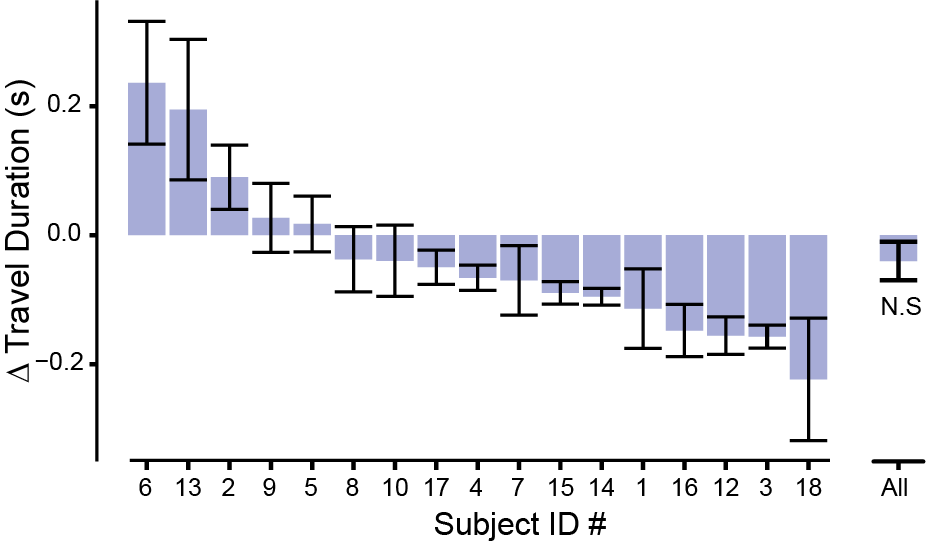 Δ Travel Duration (s)
0.2
0.0
−0.2
N.S
6 13 2 9 5 8 10 17 4 7 15 14 1 16 12 3 18 All
Subject ID #